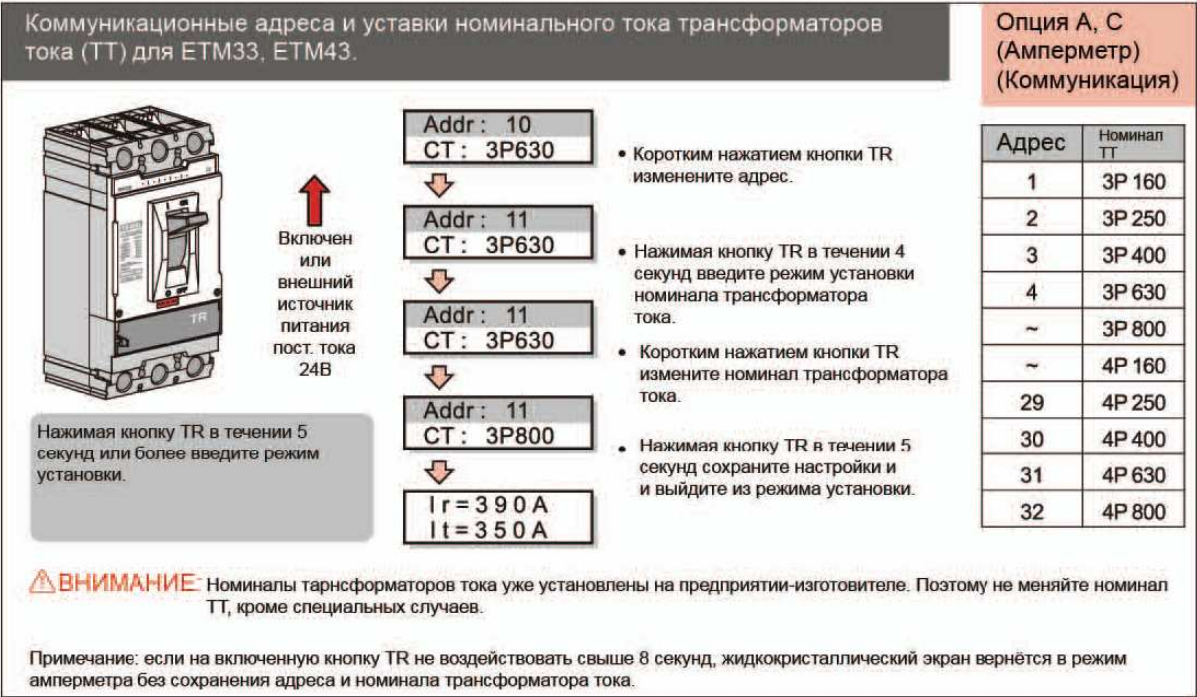 Коммуникационные адреса и уставки номинального тока трансформаторов
тока (ТТ) для ETM33, ETM43.
Опция A, C
(Амперметр)
(Коммуникация)
TR
Включен
или
внешний
источник
питания
пост. тока
24В
Нажимая кнопку TR в течении 5
секунд или более введите режим
установки.
Addr : 10
CT : 3P630
Addr : 11
CT : 3P630
Addr : 11
CT : 3P630
Addr : 11
CT : 3P800
Ir=390A
It=350A
• Коротким нажатием кнопки TR
изменените адрес.
• Нажимая кнопку TR в течении 4
секунд введите режим установки
номинала трансформатора
тока.
• Коротким нажатием кнопки TR
измените номинал трансформатора
тока.
• Нажимая кнопку TR в течении 5
секунд сохраните настройки и
и выйдите из режима установки.
Адрес Номинал ТТ
1 3P 160
2 3P 250
3 3P 400
4 3P 630
~ 3P 800
~ 4P 160
29 4P 250
30 4P 400
31 4P 630
32 4P 800
ВНИМАНИЕ: Номиналы тарнсформаторов тока уже установлены на предприятии-изготовителе. Поэтому не меняйте номинал
ТТ, кроме специальных случаев.
Примечание: если на включенную кнопку TR не воздействовать свыше 8 секунд, жидкокристаллический экран вернётся в режим
амперметра без сохранения адреса и номинала трансформатора тока.